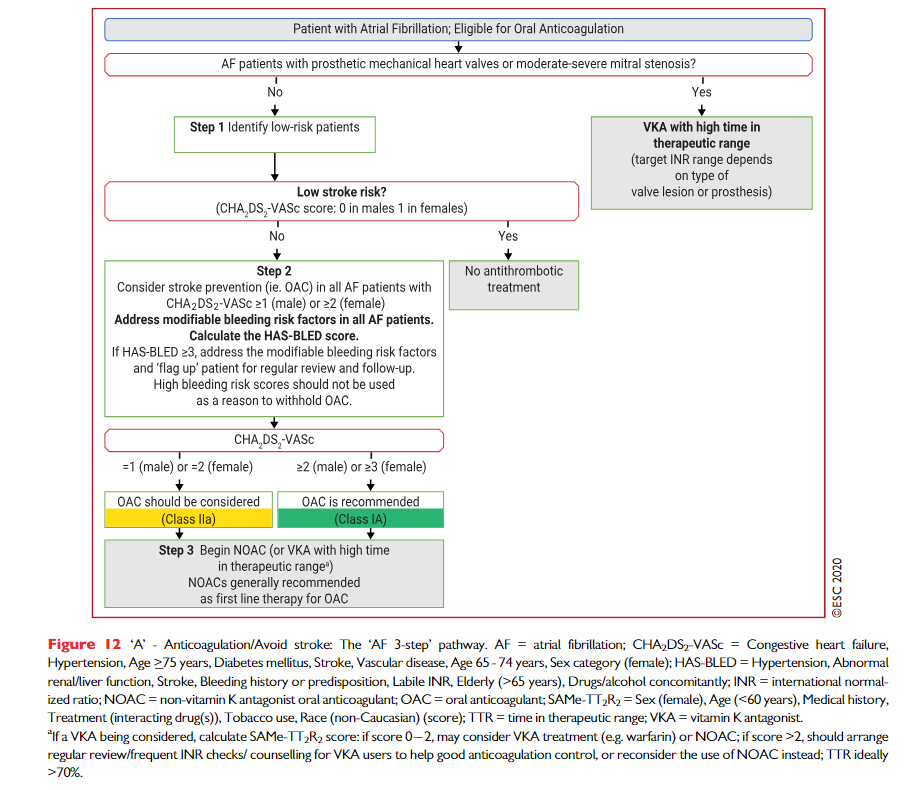 Patient with Atrial Fibrillation; Eligible for Oral Anticoagulation
AF patients with prosthetic mechanical heart valves or moderate-severe mitral stenosis?
No
Yes
Step 1 Identify low-risk patients
VKA with high time in
therapeutic range
(target INR range depends
on type of
valve lesion or prosthesis)
Low stroke risk?
(CHA2DS2-VASc score: 0 in males 1 in females)
No
Yes
Step 2
Consider stroke prevention (ie. OAC) in all AF patients with
CHA2DS2-VASc ≥1 (male) or ≥2 (female)
Address modifiable bleeding risk factors in all AF patients.
Calculate the HAS-BLED score.
If HAS-BLED ≥3, address the modifiable bleeding risk factors
and ‘flag up’ patient for regular review and follow-up.
High bleeding risk scores should not be used
as a reason to withhold OAC.
No antithrombotic
treatment
CHA2DS2-VASc
=1 (male) or =2 (female)
≥2 (male) or ≥3 (female)
OAC should be considered
(Class IIa)
OAC is recommended
(Class IA)
Step 3 Begin NOAC (or VKA with high time
in therapeutic rangea)
NOACs generally recommended
as first line therapy for OAC
©ESC 2020
Figure 12 ‘A’ - Anticoagulation/Avoid stroke: The ‘AF 3-step’ pathway. AF = atrial fibrillation; CHA2DS2-VASc = Congestive heart failure,
Hypertension, Age ≥75 years, Diabetes mellitus, Stroke, Vascular disease, Age 65 - 74 years, Sex category (female); HAS-BLED = Hypertension, Abnormal
renal/liver function, Stroke, Bleeding history or predisposition, Labile INR, Elderly (>65 years), Drugs/alcohol concomitantly; INR = international normal-
ized ratio; NOAC = non-vitamin K antagonist oral anticoagulant; OAC = oral anticoagulant; SAMe-TT2R2 = Sex (female), Age (<60 years), Medical history,
Treatment (interacting drug(s)), Tobacco use, Race (non-Caucasian) (score); TTR = time in therapeutic range; VKA = vitamin K antagonist.
aIf a VKA being considered, calculate SAMe-TT2R2 score: if score 0–2, may consider VKA treatment (e.g. warfarin) or NOAC; if score >2, should arrange
regular review/frequent INR checks/ counselling for VKA users to help good anticoagulation control, or reconsider the use of NOAC instead; TTR ideally
>70%.